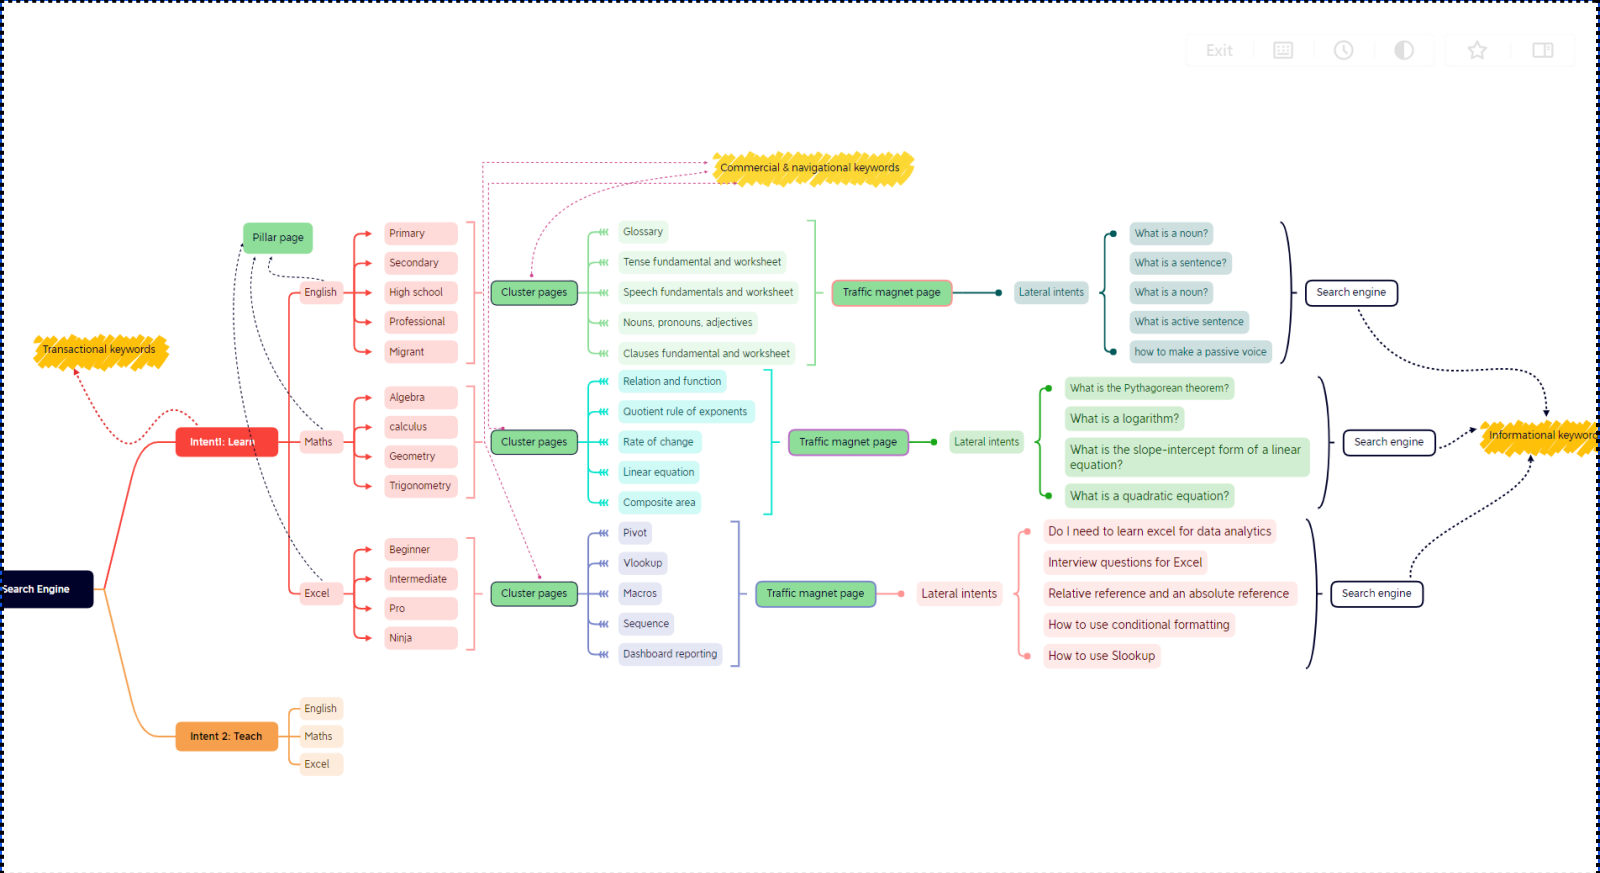 Exit
Commercial & navigational keywords
Pillar page
Transactional keywords
Search Engine
Intent1: Learn
English
Primary
Secondary
High school
Professional
Migrant
Cluster pages
Glossary
Tense fundamental and worksheet
Speech fundamentals and worksheet
Nouns, pronouns, adjectives
Clauses fundamental and worksheet
Traffic magnet page
Lateral intents
What is a noun?
What is a sentence?
What is a noun?
What is active sentence
how to make a passive voice
Search engine
Maths
Algebra
calculus
Geometry
Trigonometry
Cluster pages
Relation and function
Quotient rule of exponents
Rate of change
Linear equation
Composite area
Traffic magnet page
Lateral intents
What is the Pythagorean theorem?
What is a logarithm?
What is the slope-intercept form of a linear
equation?
What is a quadratic equation?
Search engine
Informational keyword
Excel
Beginner
Intermediate
Pro
Ninja
Cluster pages
Pivot
Vlookup
Macros
Sequence
Dashboard reporting
Traffic magnet page
Lateral intents
Do I need to learn excel for data analytics
Interview questions for Excel
Relative reference and an absolute reference
How to use conditional formatting
How to use Slookup
Search engine
Intent 2: Teach
English
Maths
Excel